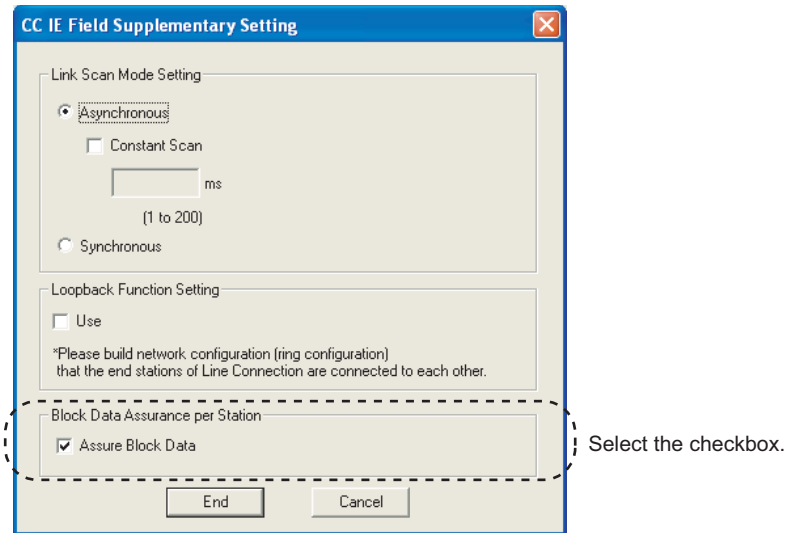 CC IE Field Supplementary Setting
Link Scan Mode Setting
Asynchronous
Constant Scan
ms
(1 to 200)
Synchronous
Loopback Function Setting
Use
*Please build network configuration (ring configuration)
that the end stations of Line Connection are connected to each other.
Block Data Assurance per Station
Assure Block Data
Select the checkbox.
End
Cancel